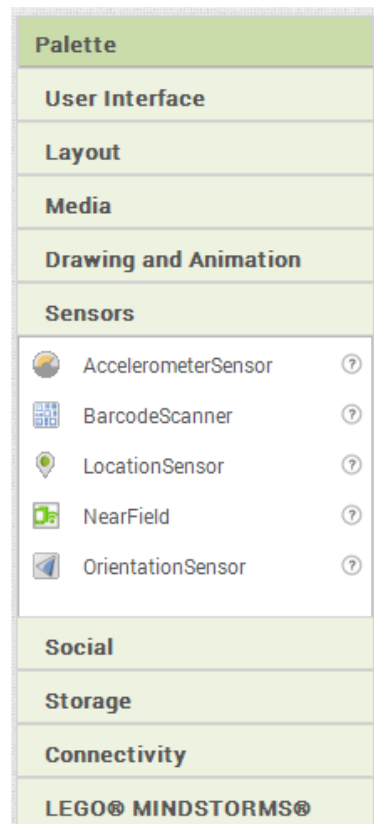 Palette
User Interface
Layout
Media
Drawing and Animation
Sensors
AccelerometerSensor ?
BarcodeScanner ?
LocationSensor ?
NearField ?
OrientationSensor ?
Social
Storage
Connectivity
LEGO® MINDSTORMS®